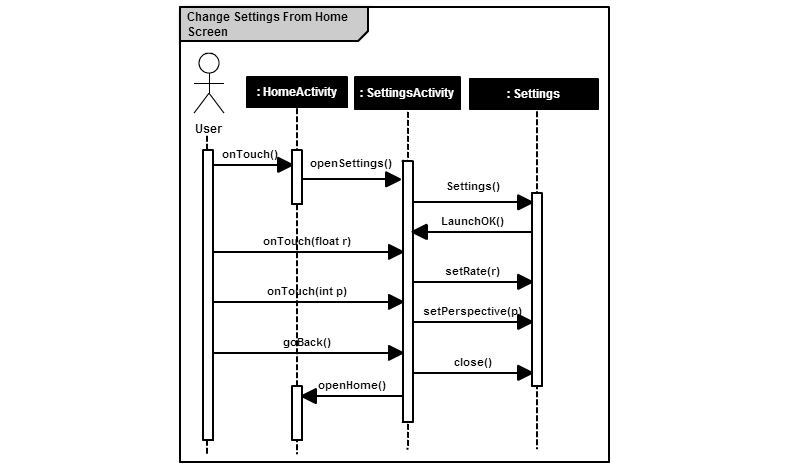 Change Settings From Home
Screen
: HomeActivity
: SettingsActivity
: Settings
User
onTouch()
openSettings()
Settings()
LaunchOK()
onTouch(float r)
setRate(r)
onTouch(int p)
setPerspective(p)
goBack()
close()
openHome()